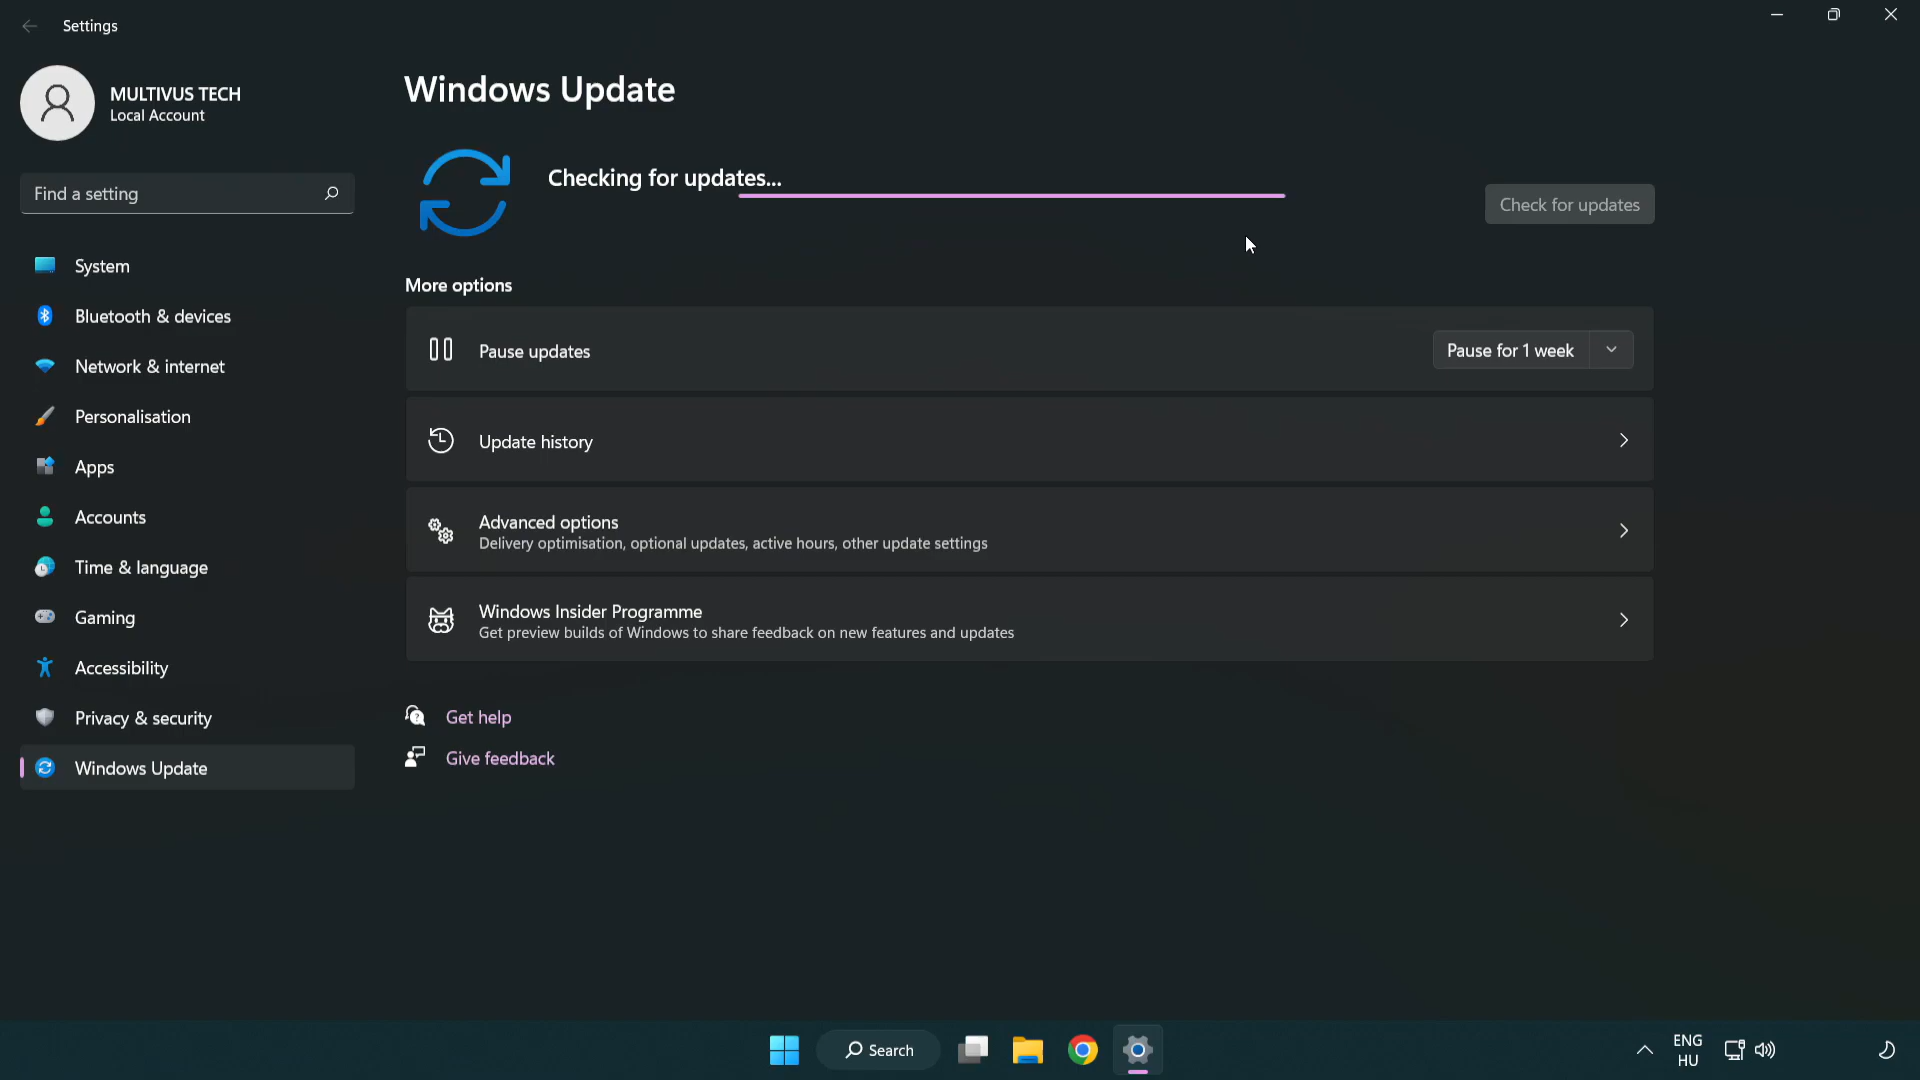 Settings
MULTIVUS TECH
Local Account
Find a setting
System
Bluetooth & devices
Network & internet
Personalisation
Apps
Accounts
Time & language
Gaming
Accessibility
Privacy & security
Windows Update
Windows Update
Checking for updates...
Check for updates
More options
Pause updates
Pause for 1 week
Update history
Advanced options
Delivery optimisation, optional updates, active hours, other update settings
Windows Insider Programme
Get preview builds of Windows to share feedback on new features and updates
Get help
Give feedback
Search
ENG
HU